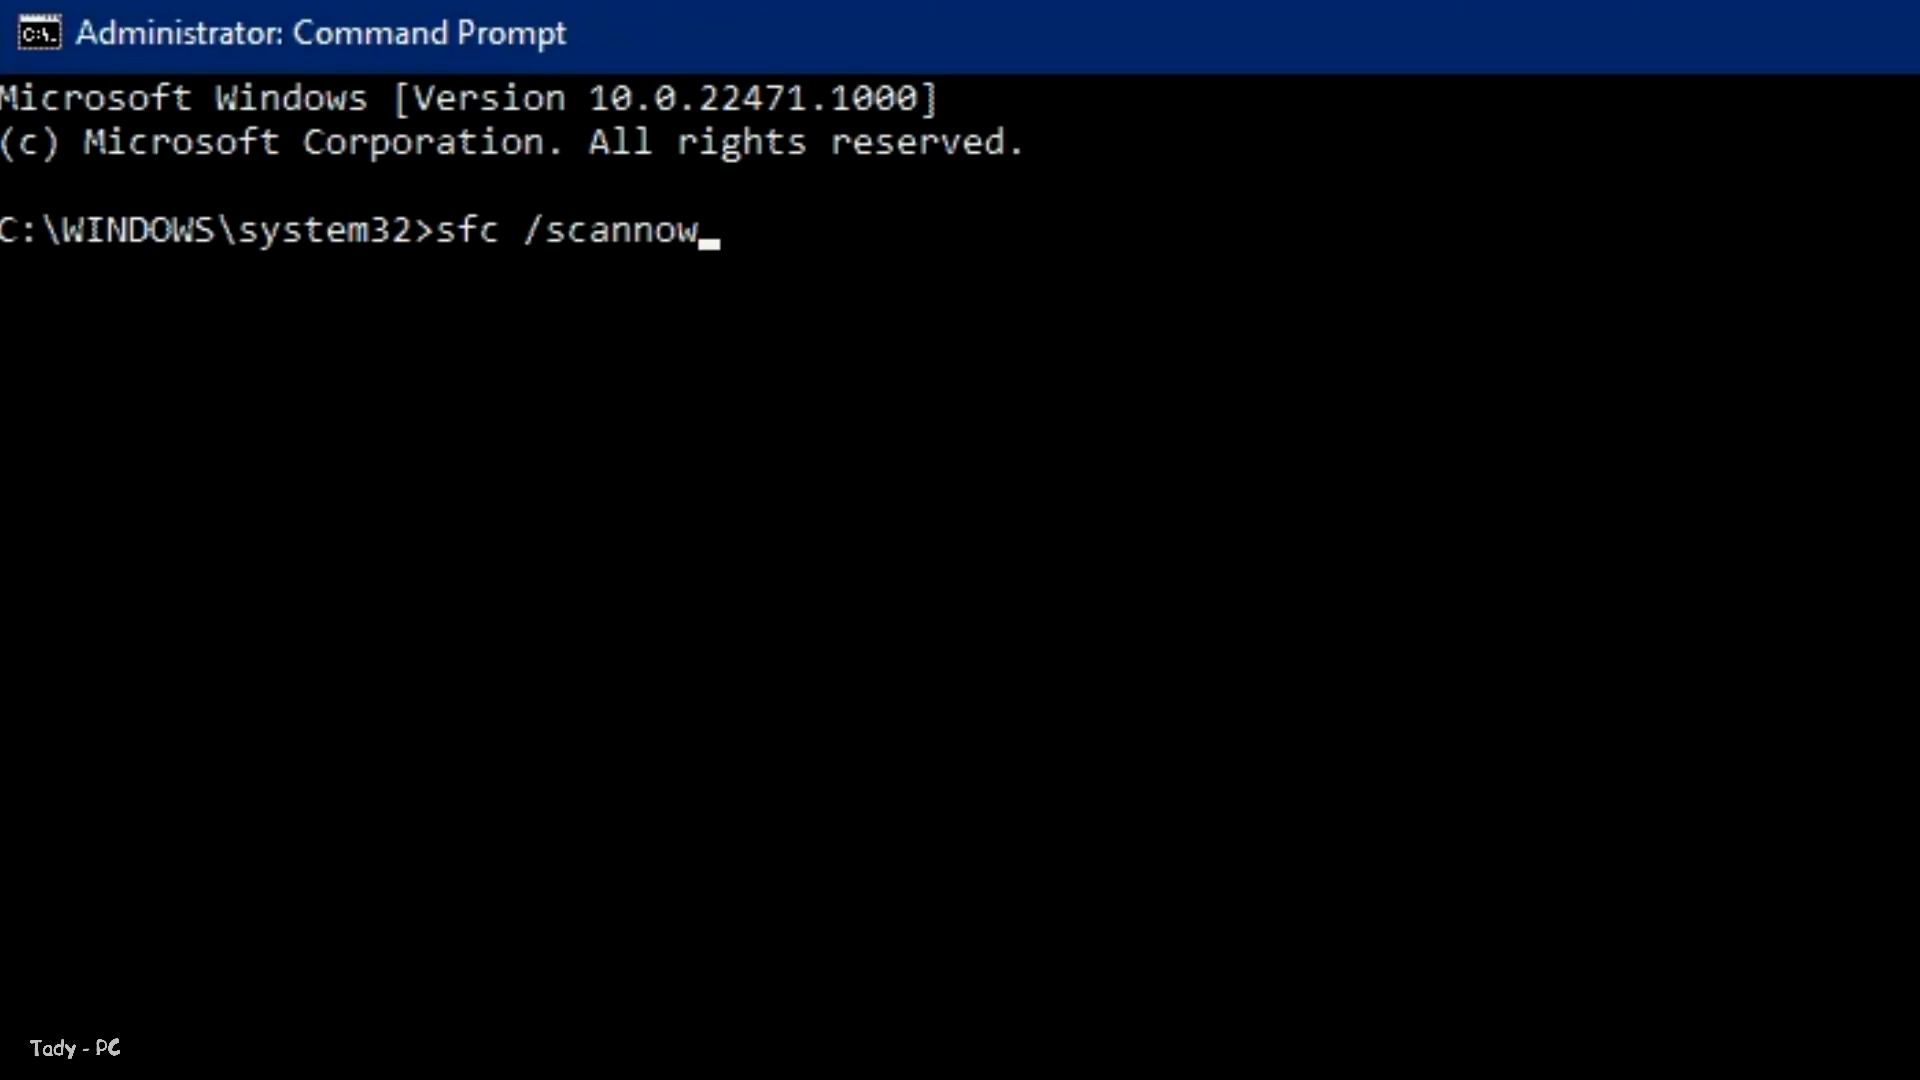 C:\. Administrator: Command Prompt
Microsoft Windows [Version 10.0.22471.1000]
(c) Microsoft Corporation. All rights reserved.
C:\WINDOWS\system32>sfc /scannow
Tady - PC